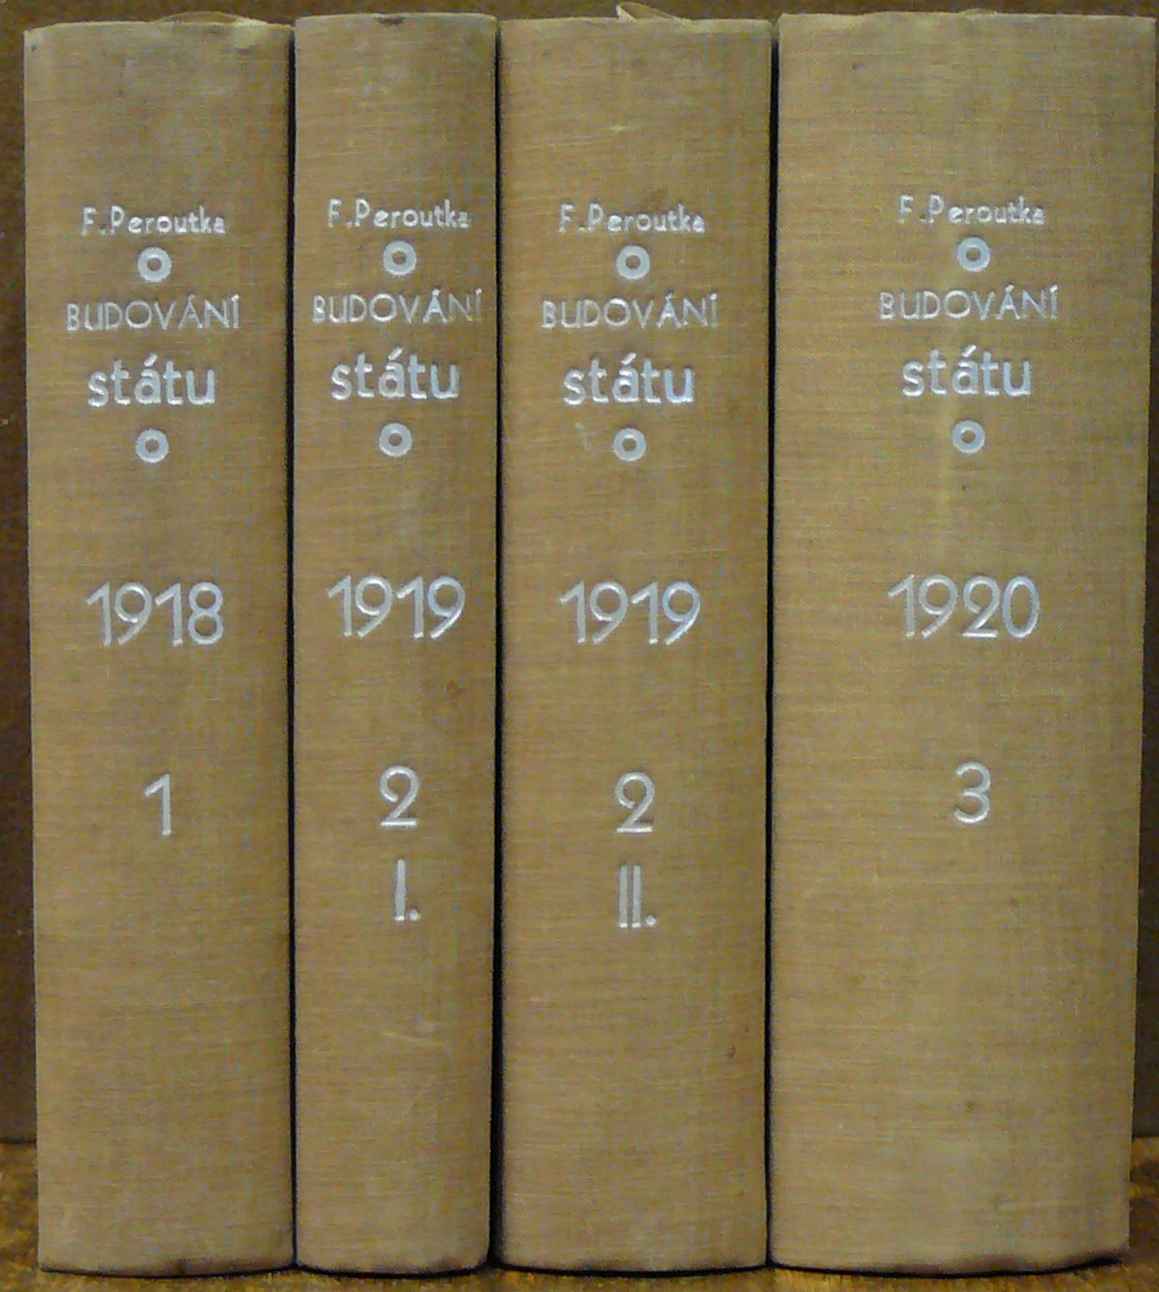 F. Peroutka
BUDOVÁNÍ
státu
1918
1
F. Peroutka
BUDOVÁNÍ
státu
1919
2
I.
F. Peroutka
BUDOVÁNÍ
státu
1919
2
II.
F. Peroutka
BUDOVÁNÍ
státu
1920
3